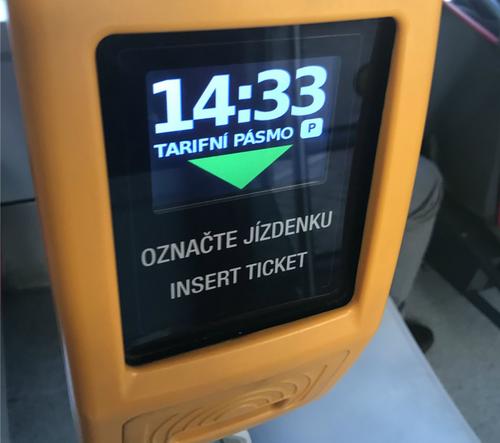 14:33
TARIFNÍ PÁSMO P
OZNAČTE JÍZDENKU
INSERT TICKET